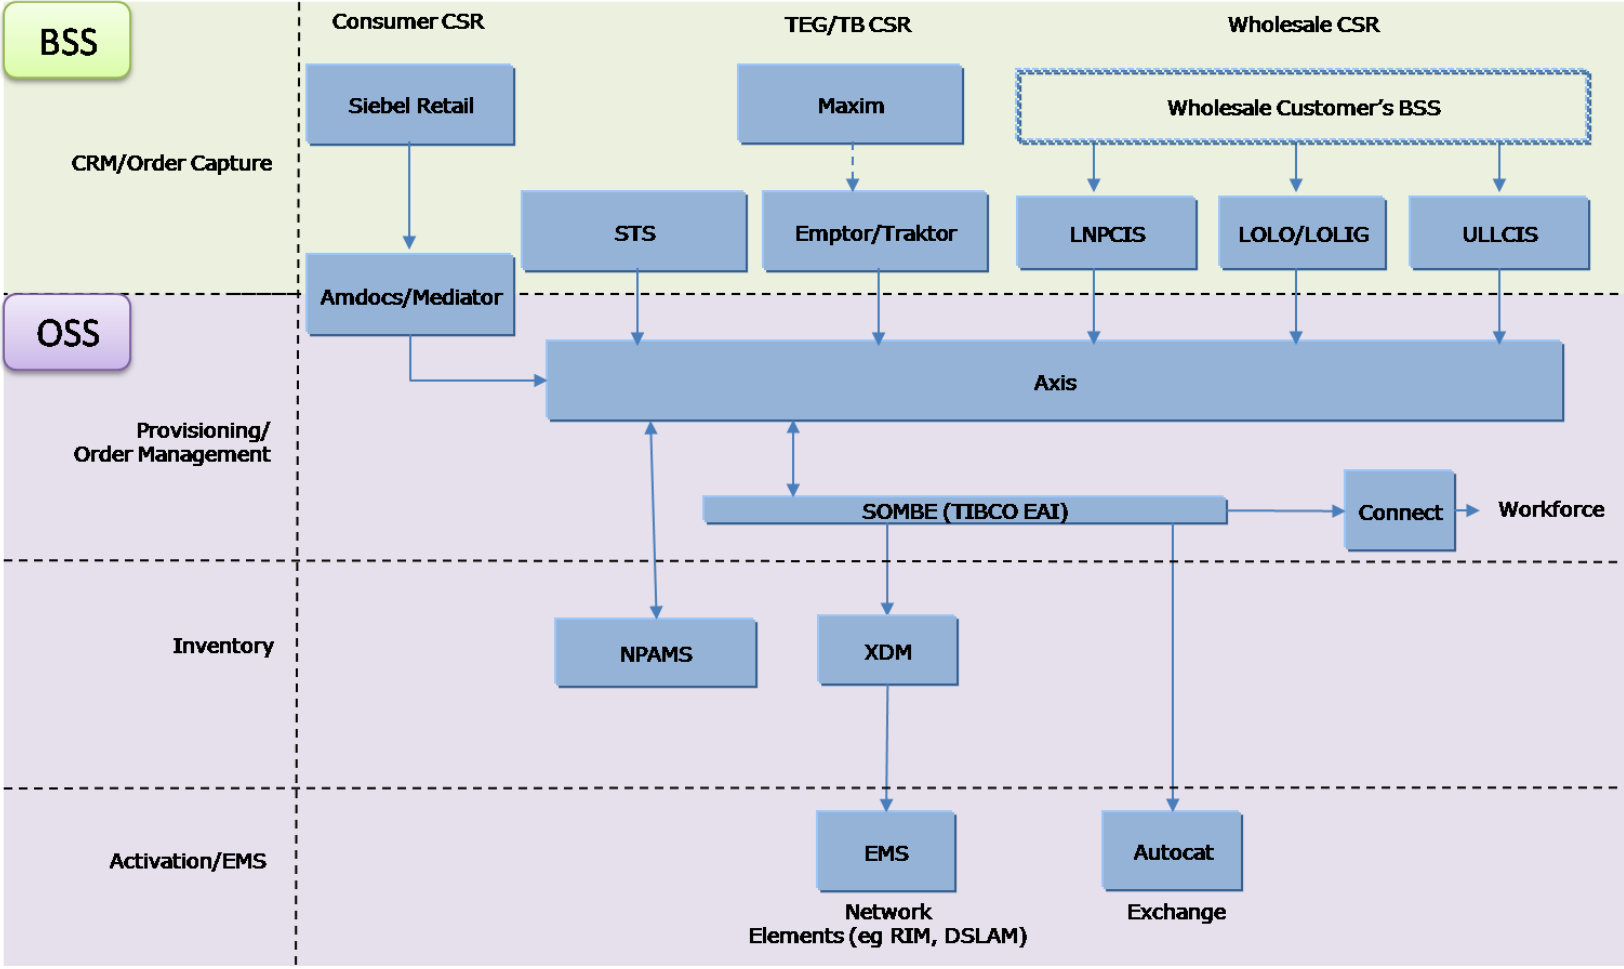 BSS
Consumer CSR
TEG/TB CSR
Wholesale CSR
Siebel Retail
Maxim
Wholesale Customer’s BSS
CRM/Order Capture
STS
Emptor/Traktor
LNPCIS
LOLO/LOLIG
ULLCIS
Amdocs/Mediator
OSS
Axis
Provisioning/
Order Management
SOMBE (TIBCO EAI)
Connect
Workforce
Inventory
NPAMS
XDM
Activation/EMS
EMS
Autocat
Network
Elements (eg RIM, DSLAM)
Exchange